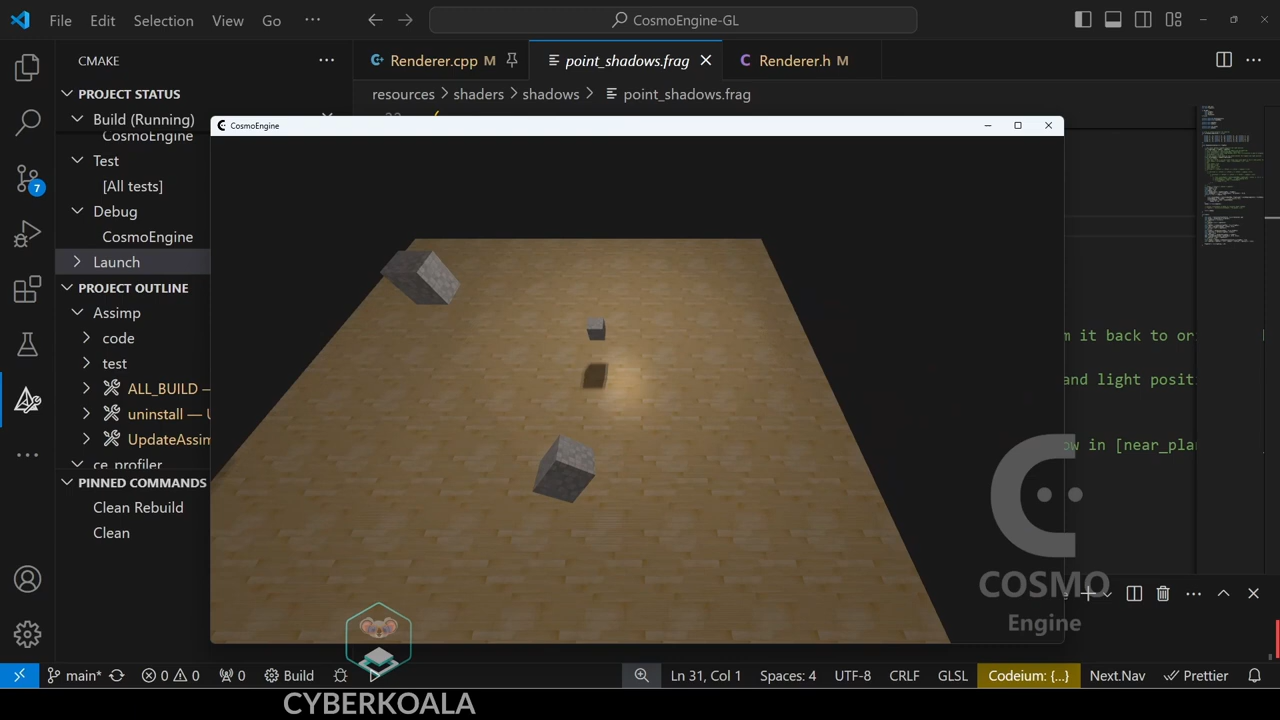 File Edit Selection View Go ··· CosmoEngine-GL
CMAKE ···
Renderer.cpp M
point_shadows.frag
Renderer.h M
PROJECT STATUS
resources > shaders > shadows > point_shadows.frag
Build (Running)
CosmoEngine
Test
[All tests]
Debug
CosmoEngine
Launch
PROJECT OUTLINE
Assimp
code
test
ALL_BUILD —
uninstall —
UpdateAssim
ce_profiler
PINNED COMMANDS
Clean Rebuild
Clean
7
CosmoEngine
m it back to or
and light posit
ow in [near_pla
COSMO
Engine
main* 0 0 0 Build Ln 31, Col 1 Spaces: 4 UTF-8 CRLF GLSL Codeium: {...} Next.Nav Prettier
CYBERKOALA